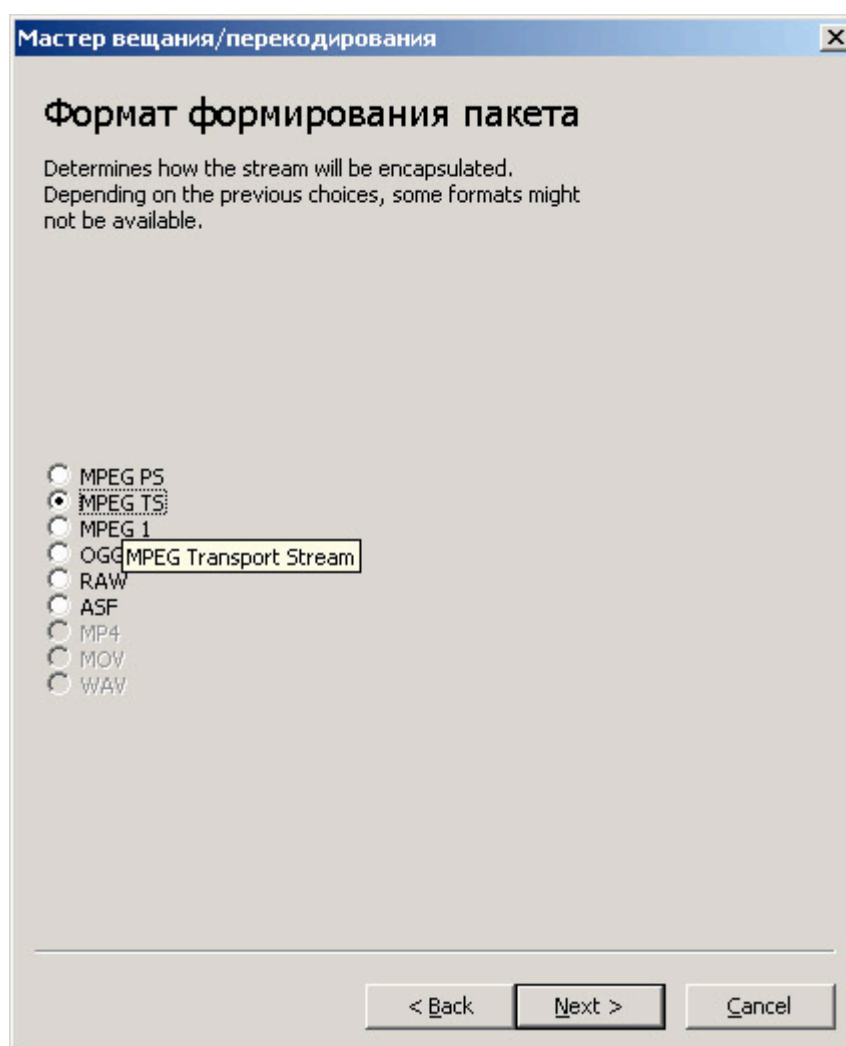 Мастер вещания/перекодирования
Формат формирования пакета
Determines how the stream will be encapsulated.
Depending on the previous choices, some formats might
not be available.
MPEG PS
MPEG TS
MPEG 1
OGG
MPEG Transport Stream
RAW
ASF
MP4
MOV
WAV
< Back
Next >
Cancel